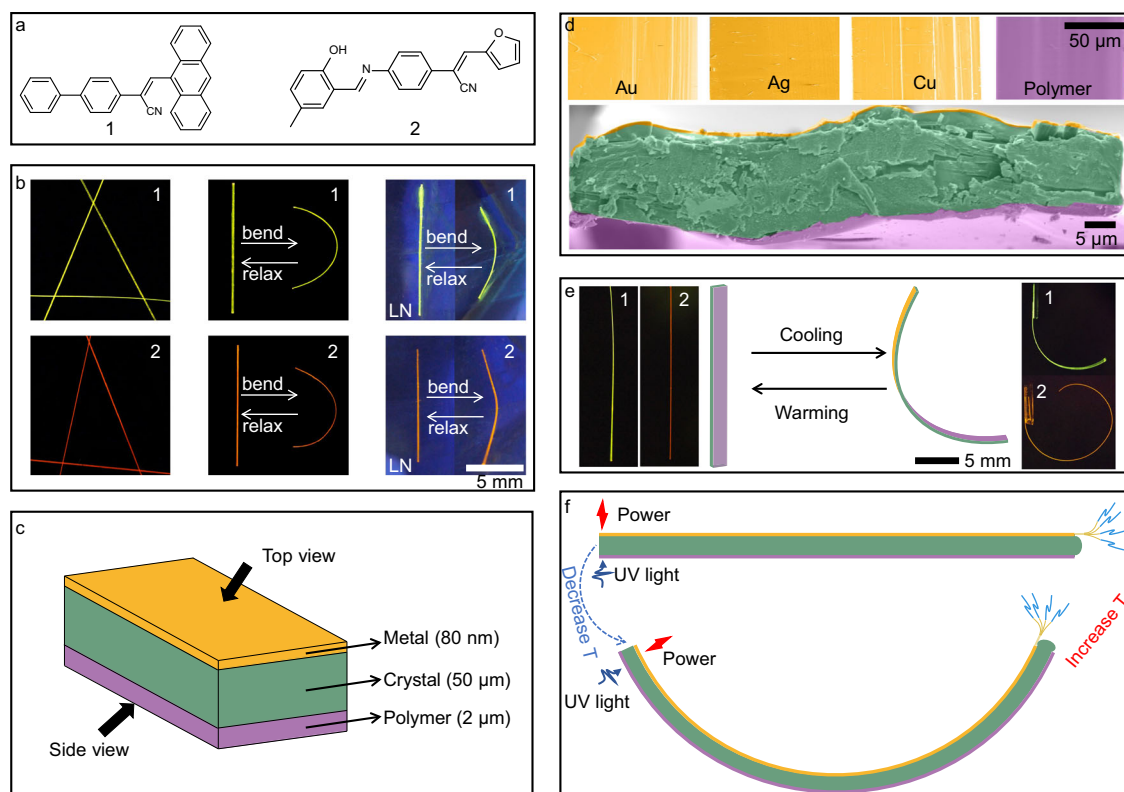 a
OH
O
N
CN
CN
1
2
b
1
1
1
bend
relax
bend
relax
LN
2
2
2
bend
relax
bend
relax
LN
5 mm
c
Top view
Metal (80 nm)
Crystal (50 µm)
Polymer (2 µm)
Side view
d
50 µm
Au
Ag
Cu
Polymer
5 µm
e
1
2
Cooling
Warming
5 mm
1
2
f
Power
UV light
Decrease T
Power
UV light
Increase T